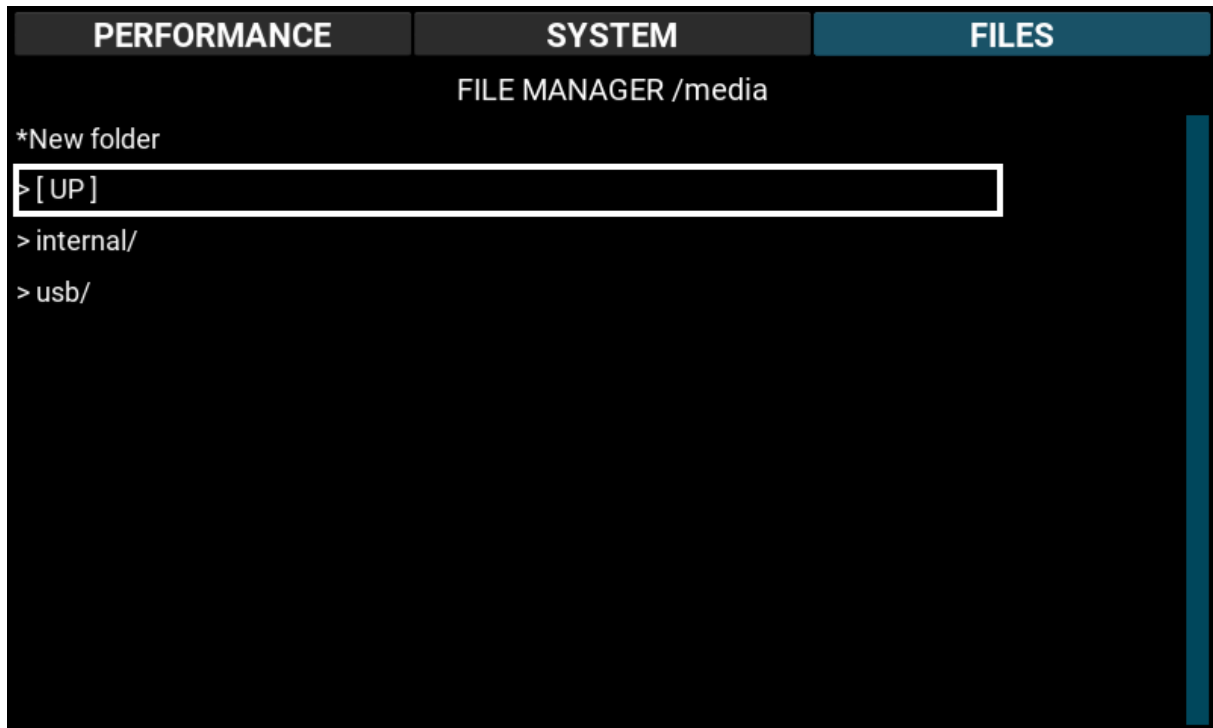 PERFORMANCE SYSTEM FILES
FILE MANAGER /media
*New folder
> [ UP ]
> internal/
> usb/